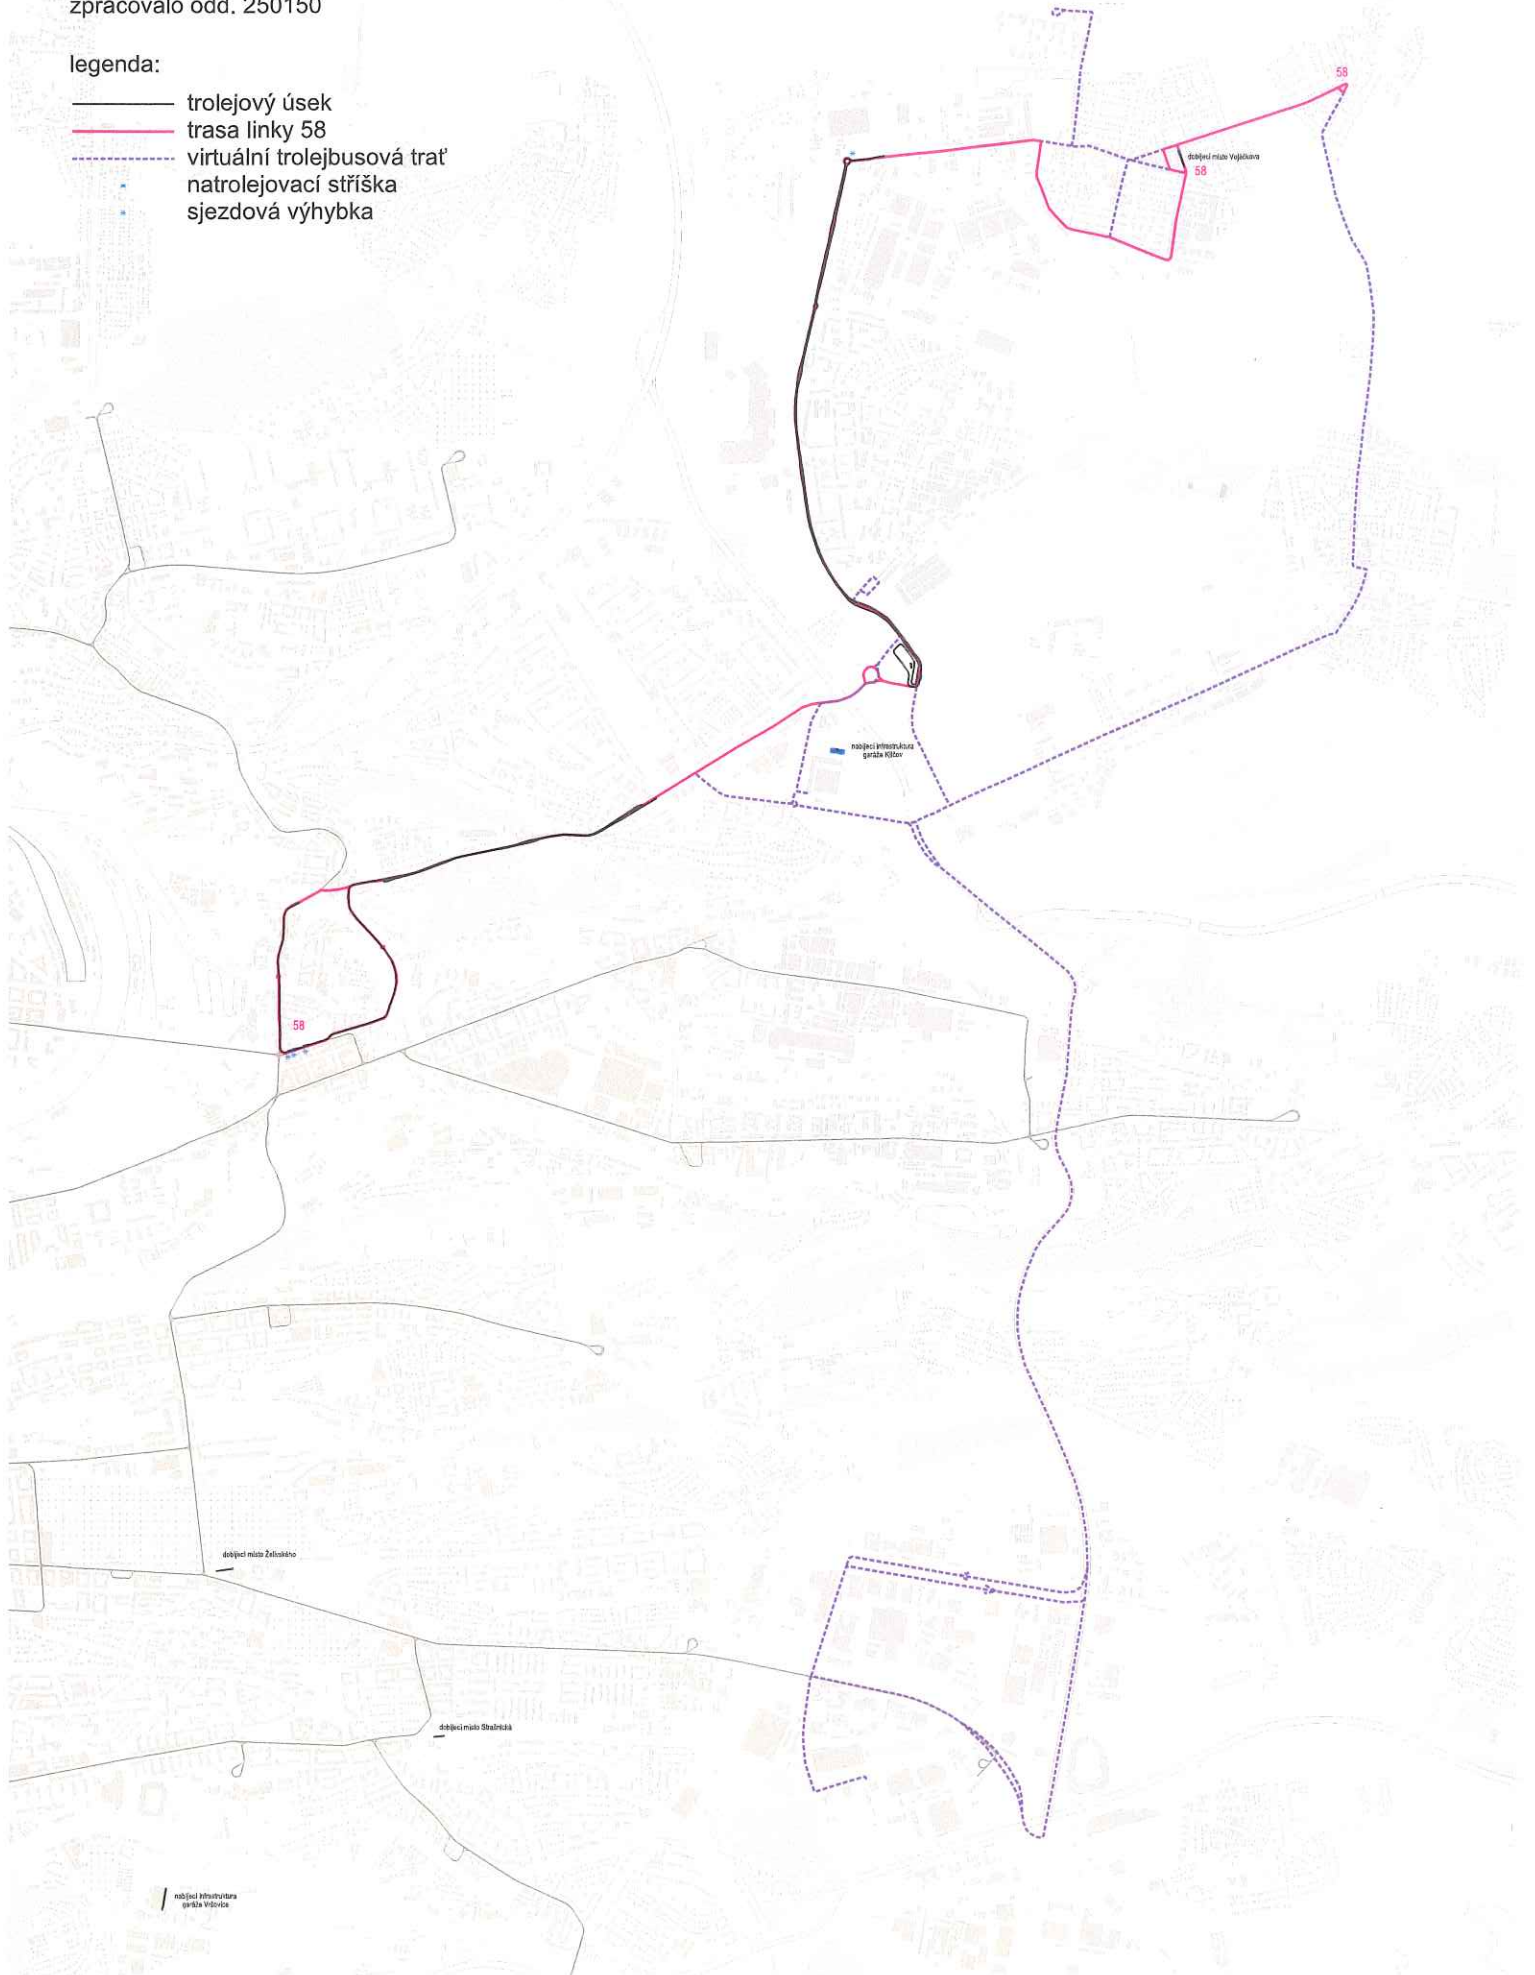 zpracovalo odd. 250150
legenda:
trolejový úsek
trasa linky 58
virtuální trolejbusová trať
natrolejovací stříška
sjezdová výhybka
58
dobíjecí místo Vojáčkova
58
nabíjecí infrastruktura
garáže Klíčov
58
dobíjecí místo Želivského
dobíjecí místo Strašnická
nabíjecí infrastruktura
garáže Vršovice